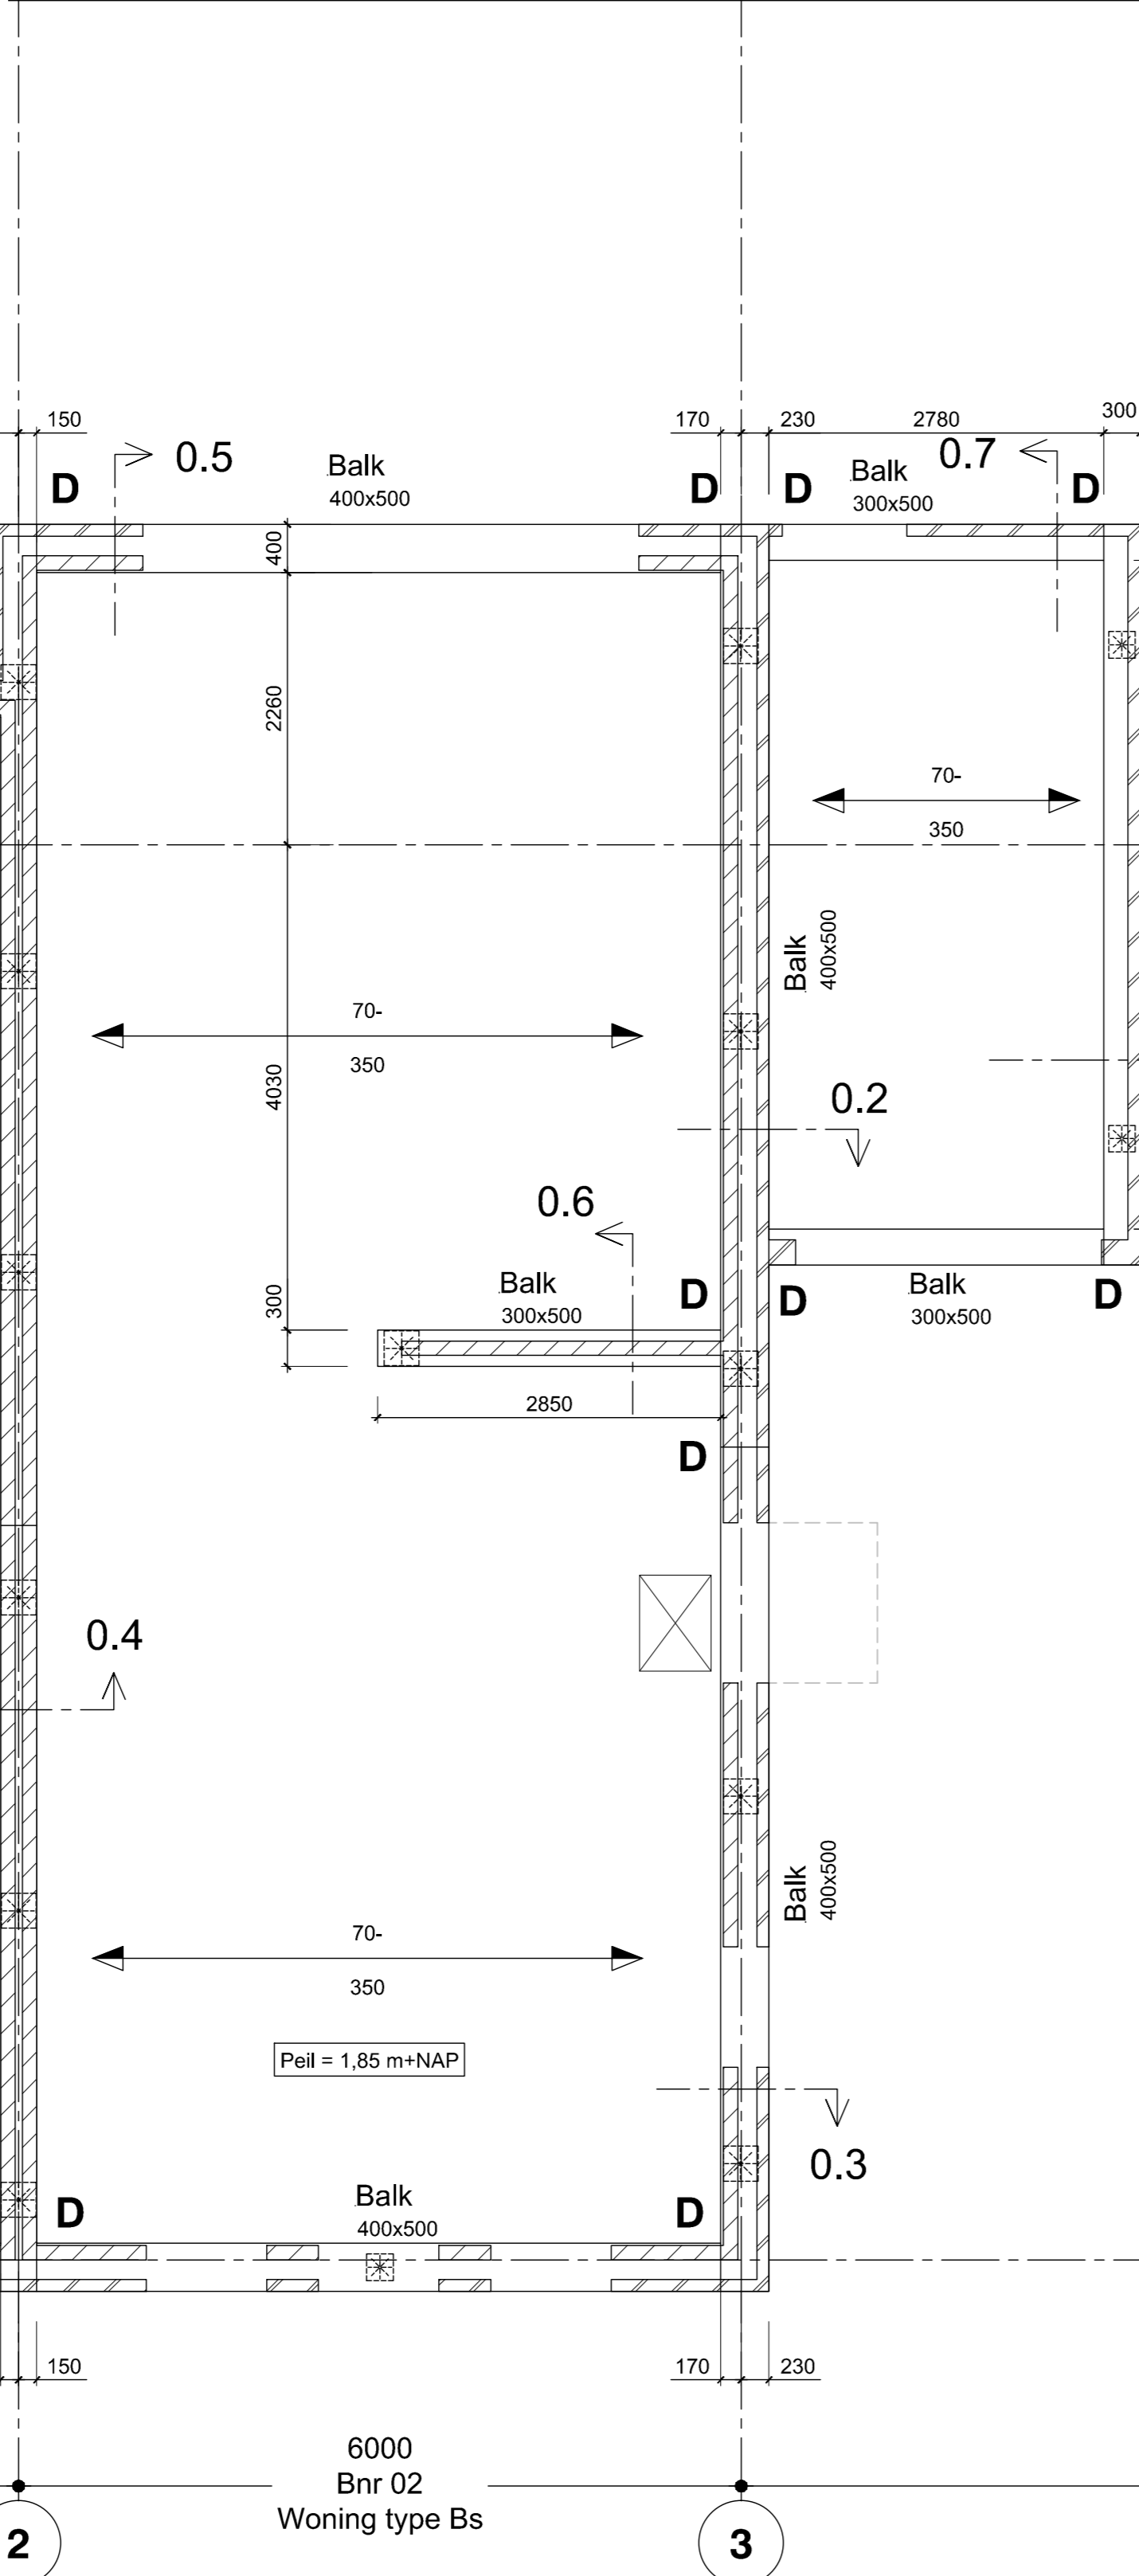 150
170
230
2780
300
0.5
0.7
Balk
400x500
Balk
300x500
D
D
D
D
400
2260
70-
350
Balk
400x500
70-
350
4030
0.2
0.6
Balk
300x500
300
D
D
Balk
300x500
D
2850
D
0.4
Balk
400x500
70-
350
Peil = 1,85 m+NAP
0.3
D
Balk
400x500
D
150
170
230
6000
Bnr 02
Woning type Bs
2
3